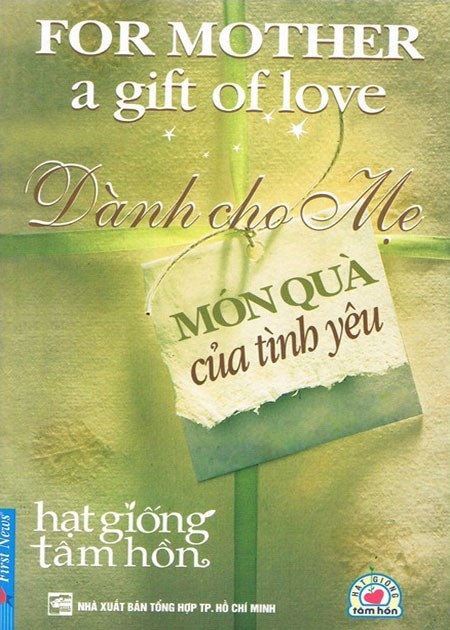 FOR MOTHER
a gift of love
Dành cho Mẹ
MÓN QUÀ
của tình yêu
hạt giống
tâm hồn
First News
NHÀ XUẤT BẢN TỔNG HỢP TP. HỒ CHÍ MINH
HẠT GIỐNG
tâm hồn